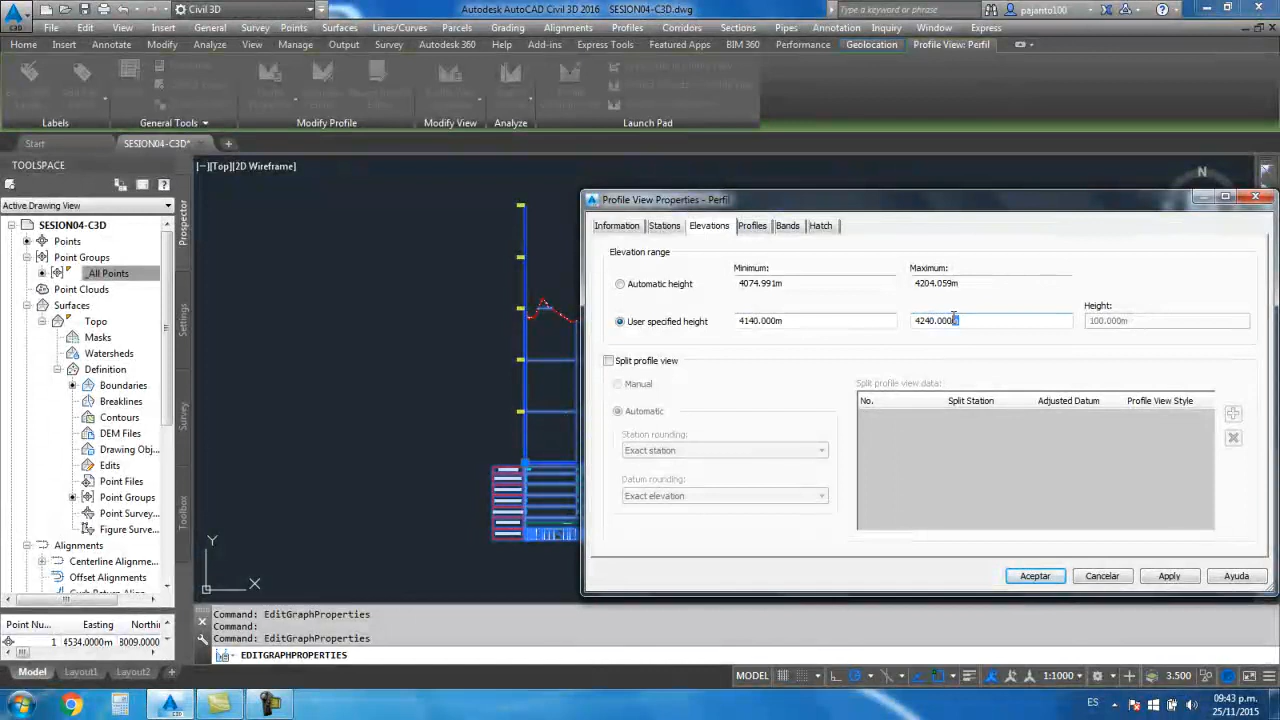 Civil 3D
Autodesk AutoCAD Civil 3D 2016 SESION04-C3D.dwg
Type a keyword or phrase
pajanto100
File Edit View Insert General Survey Points Surfaces Lines/Curves Parcels Grading Alignments Profiles Corridors Sections Pipes Annotation Inquiry Window Express
Home Insert Annotate Modify Analyze View Manage Output Survey Autodesk 360 Help Add-ins Express Tools Featured Apps BIM 360 Performance Geolocation Profile View: Perfil
Labels General Tools Modify Profile Modify View Analyze Launch Pad
Start SESION04-C3D*
TOOLSPACE
Active Drawing View
SESION04-C3D
Points
Point Groups
_All Points
Point Clouds
Surfaces
Topo
Masks
Watersheds
Definition
Boundaries
Breaklines
Contours
DEM Files
Drawing Obj...
Edits
Point Files
Point Groups
Point Survey...
Figure Surve...
Alignments
Centerline Alignme...
Offset Alignments
Point Nu... Easting Northi
1 4534.0000m 8009.0000m
Prospector
Settings
Survey
Toolbox
[−][Top][2D Wireframe]
N
Y
X
Profile View Properties - Perfil
Information Stations Elevations Profiles Bands Hatch
Elevation range
Minimum: Maximum:
Automatic height 4074.991m 4204.059m
Height:
User specified height 4140.000m 4240.000 100.000m
Split profile view
Manual
Split profile view data:
No. Split Station Adjusted Datum Profile View Style
Automatic
Station rounding:
Exact station
Datum rounding:
Exact elevation
Aceptar Cancelar Apply Ayuda
Command: EditGraphProperties
Command:
Command: EditGraphProperties
EDITGRAPHPROPERTIES
Model Layout1 Layout2 +
MODEL 1:1000 3.500
ES
09:43 p.m.
25/11/2015